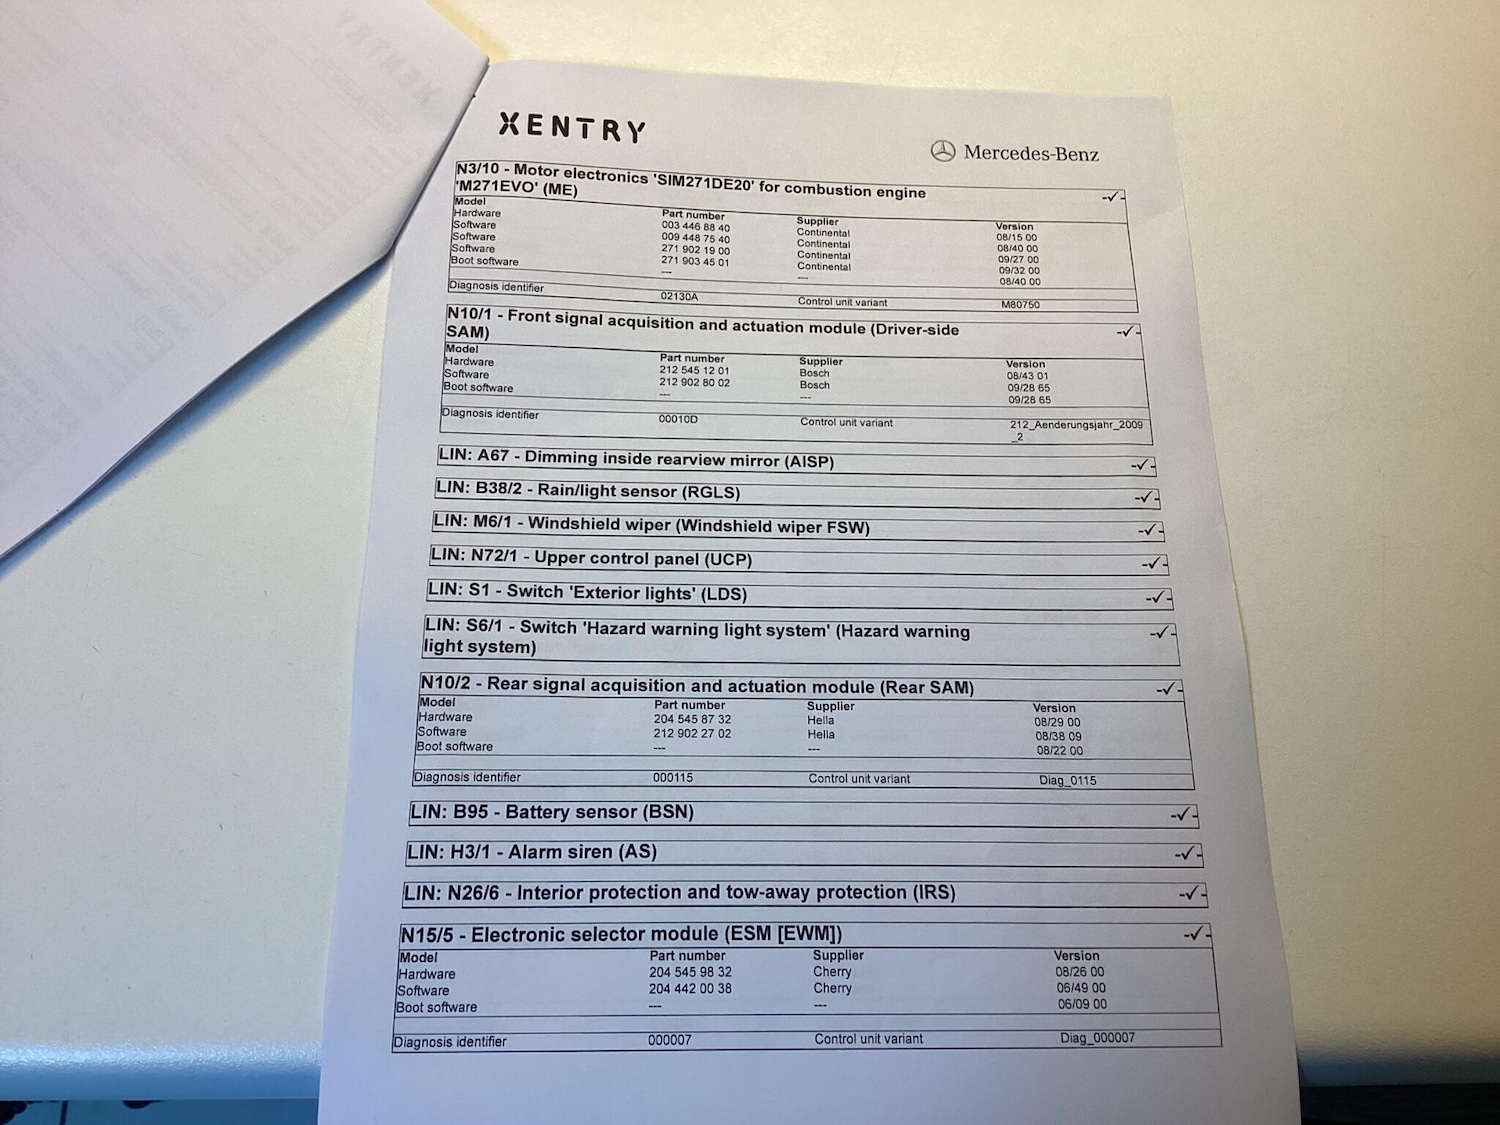 XENTRY
Mercedes-Benz
N3/10 - Motor electronics 'SIM271DE20' for combustion engine
'M271EVO' (ME) -✓-
Model Part number Supplier Version
Hardware 003 446 88 40 Continental 08/15 00
Software 009 448 75 40 Continental 08/40 00
Software 271 902 19 00 Continental 09/27 00
Software 271 903 45 01 Continental 09/32 00
Boot software --- --- 08/40 00
Diagnosis identifier 02130A Control unit variant M80750
N10/1 - Front signal acquisition and actuation module (Driver-side
SAM) -✓-
Model Part number Supplier Version
Hardware 212 545 12 01 Bosch 08/43 01
Software 212 902 80 02 Bosch 09/28 65
Boot software --- --- 09/28 65
Diagnosis identifier 00010D Control unit variant 212_Aenderungsjahr_2009
_2
LIN: A67 - Dimming inside rearview mirror (AISP) -✓-
LIN: B38/2 - Rain/light sensor (RGLS) -✓-
LIN: M6/1 - Windshield wiper (Windshield wiper FSW) -✓-
LIN: N72/1 - Upper control panel (UCP) -✓-
LIN: S1 - Switch 'Exterior lights' (LDS) -✓-
LIN: S6/1 - Switch 'Hazard warning light system' (Hazard warning
light system) -✓-
N10/2 - Rear signal acquisition and actuation module (Rear SAM) -✓-
Model Part number Supplier Version
Hardware 204 545 87 32 Hella 08/29 00
Software 212 902 27 02 Hella 08/38 09
Boot software --- --- 08/22 00
Diagnosis identifier 000115 Control unit variant Diag_0115
LIN: B95 - Battery sensor (BSN) -✓-
LIN: H3/1 - Alarm siren (AS) -✓-
LIN: N26/6 - Interior protection and tow-away protection (IRS) -✓-
N15/5 - Electronic selector module (ESM [EWM]) -✓-
Model Part number Supplier Version
Hardware 204 545 98 32 Cherry 08/26 00
Software 204 442 00 38 Cherry 06/49 00
Boot software --- --- 06/09 00
Diagnosis identifier 000007 Control unit variant Diag_000007